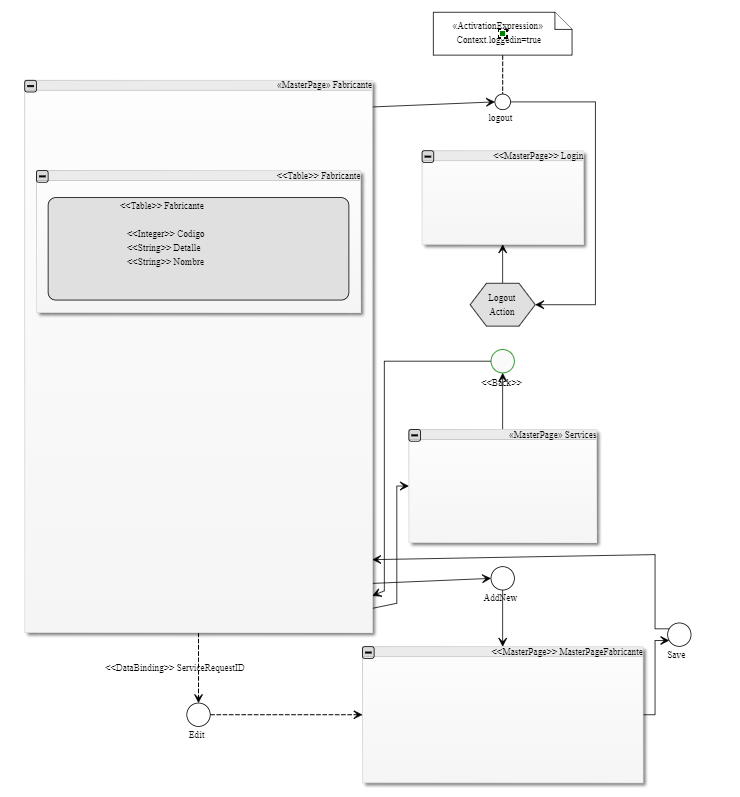 «ActivationExpression»
Context.loggedin=true
«MasterPage» Fabricante
logout
<<MasterPage>> Login
<<Table>> Fabricante
<<Table>> Fabricante
<<Integer>> Codigo
<<String>> Detalle
<<String>> Nombre
Logout
Action
<<Back>>
«MasterPage» Services
AddNew
<<MasterPage>> MasterPageFabricante
Save
<<DataBinding>> ServiceRequestID
Edit